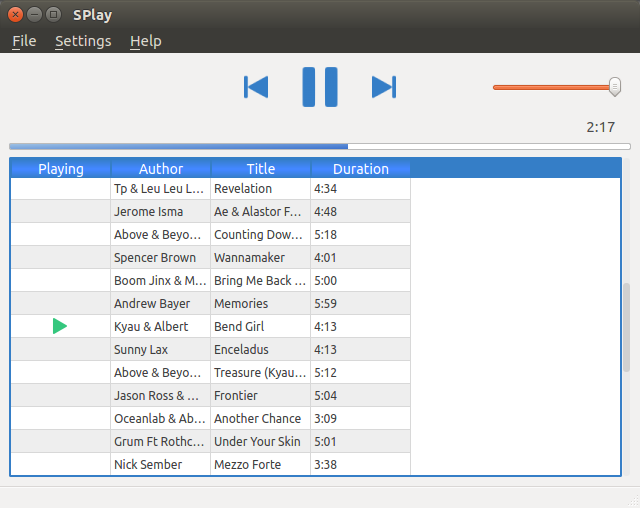 SPlay
File Settings Help
2:17
Playing Author Title Duration
Tp & Leu Leu L... Revelation 4:34
Jerome Isma Ae & Alastor F... 4:48
Above & Beyo... Counting Dow... 5:18
Spencer Brown Wannamaker 4:01
Boom Jinx & M... Bring Me Back ... 5:00
Andrew Bayer Memories 5:59
Kyau & Albert Bend Girl 4:13
Sunny Lax Enceladus 4:13
Above & Beyo... Treasure (Kyau... 5:12
Jason Ross & ... Frontier 5:04
Oceanlab & Ab... Another Chance 3:09
Grum Ft Rothc... Under Your Skin 5:01
Nick Sember Mezzo Forte 3:38